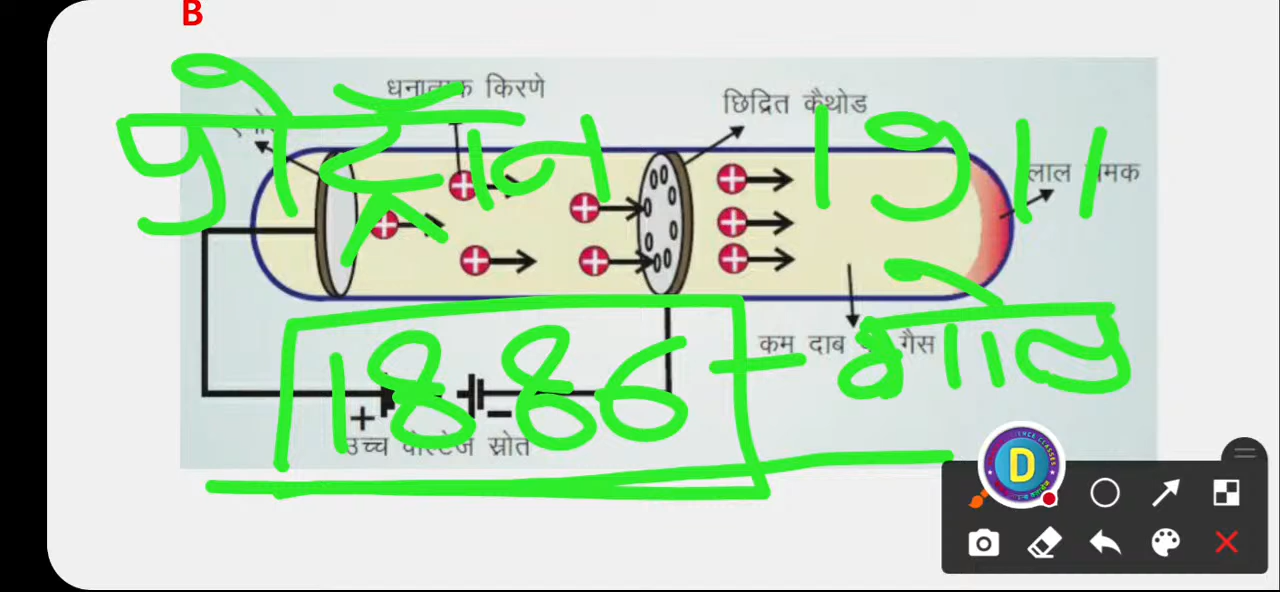 B
धनात्मक किरणे
छिद्रित कैथोड
प्रोट्रॉन 1911
लाल चमक
1886 - गोल्ड
कम दाब गैस
+ −
उच्च वोल्टेज स्रोत
D